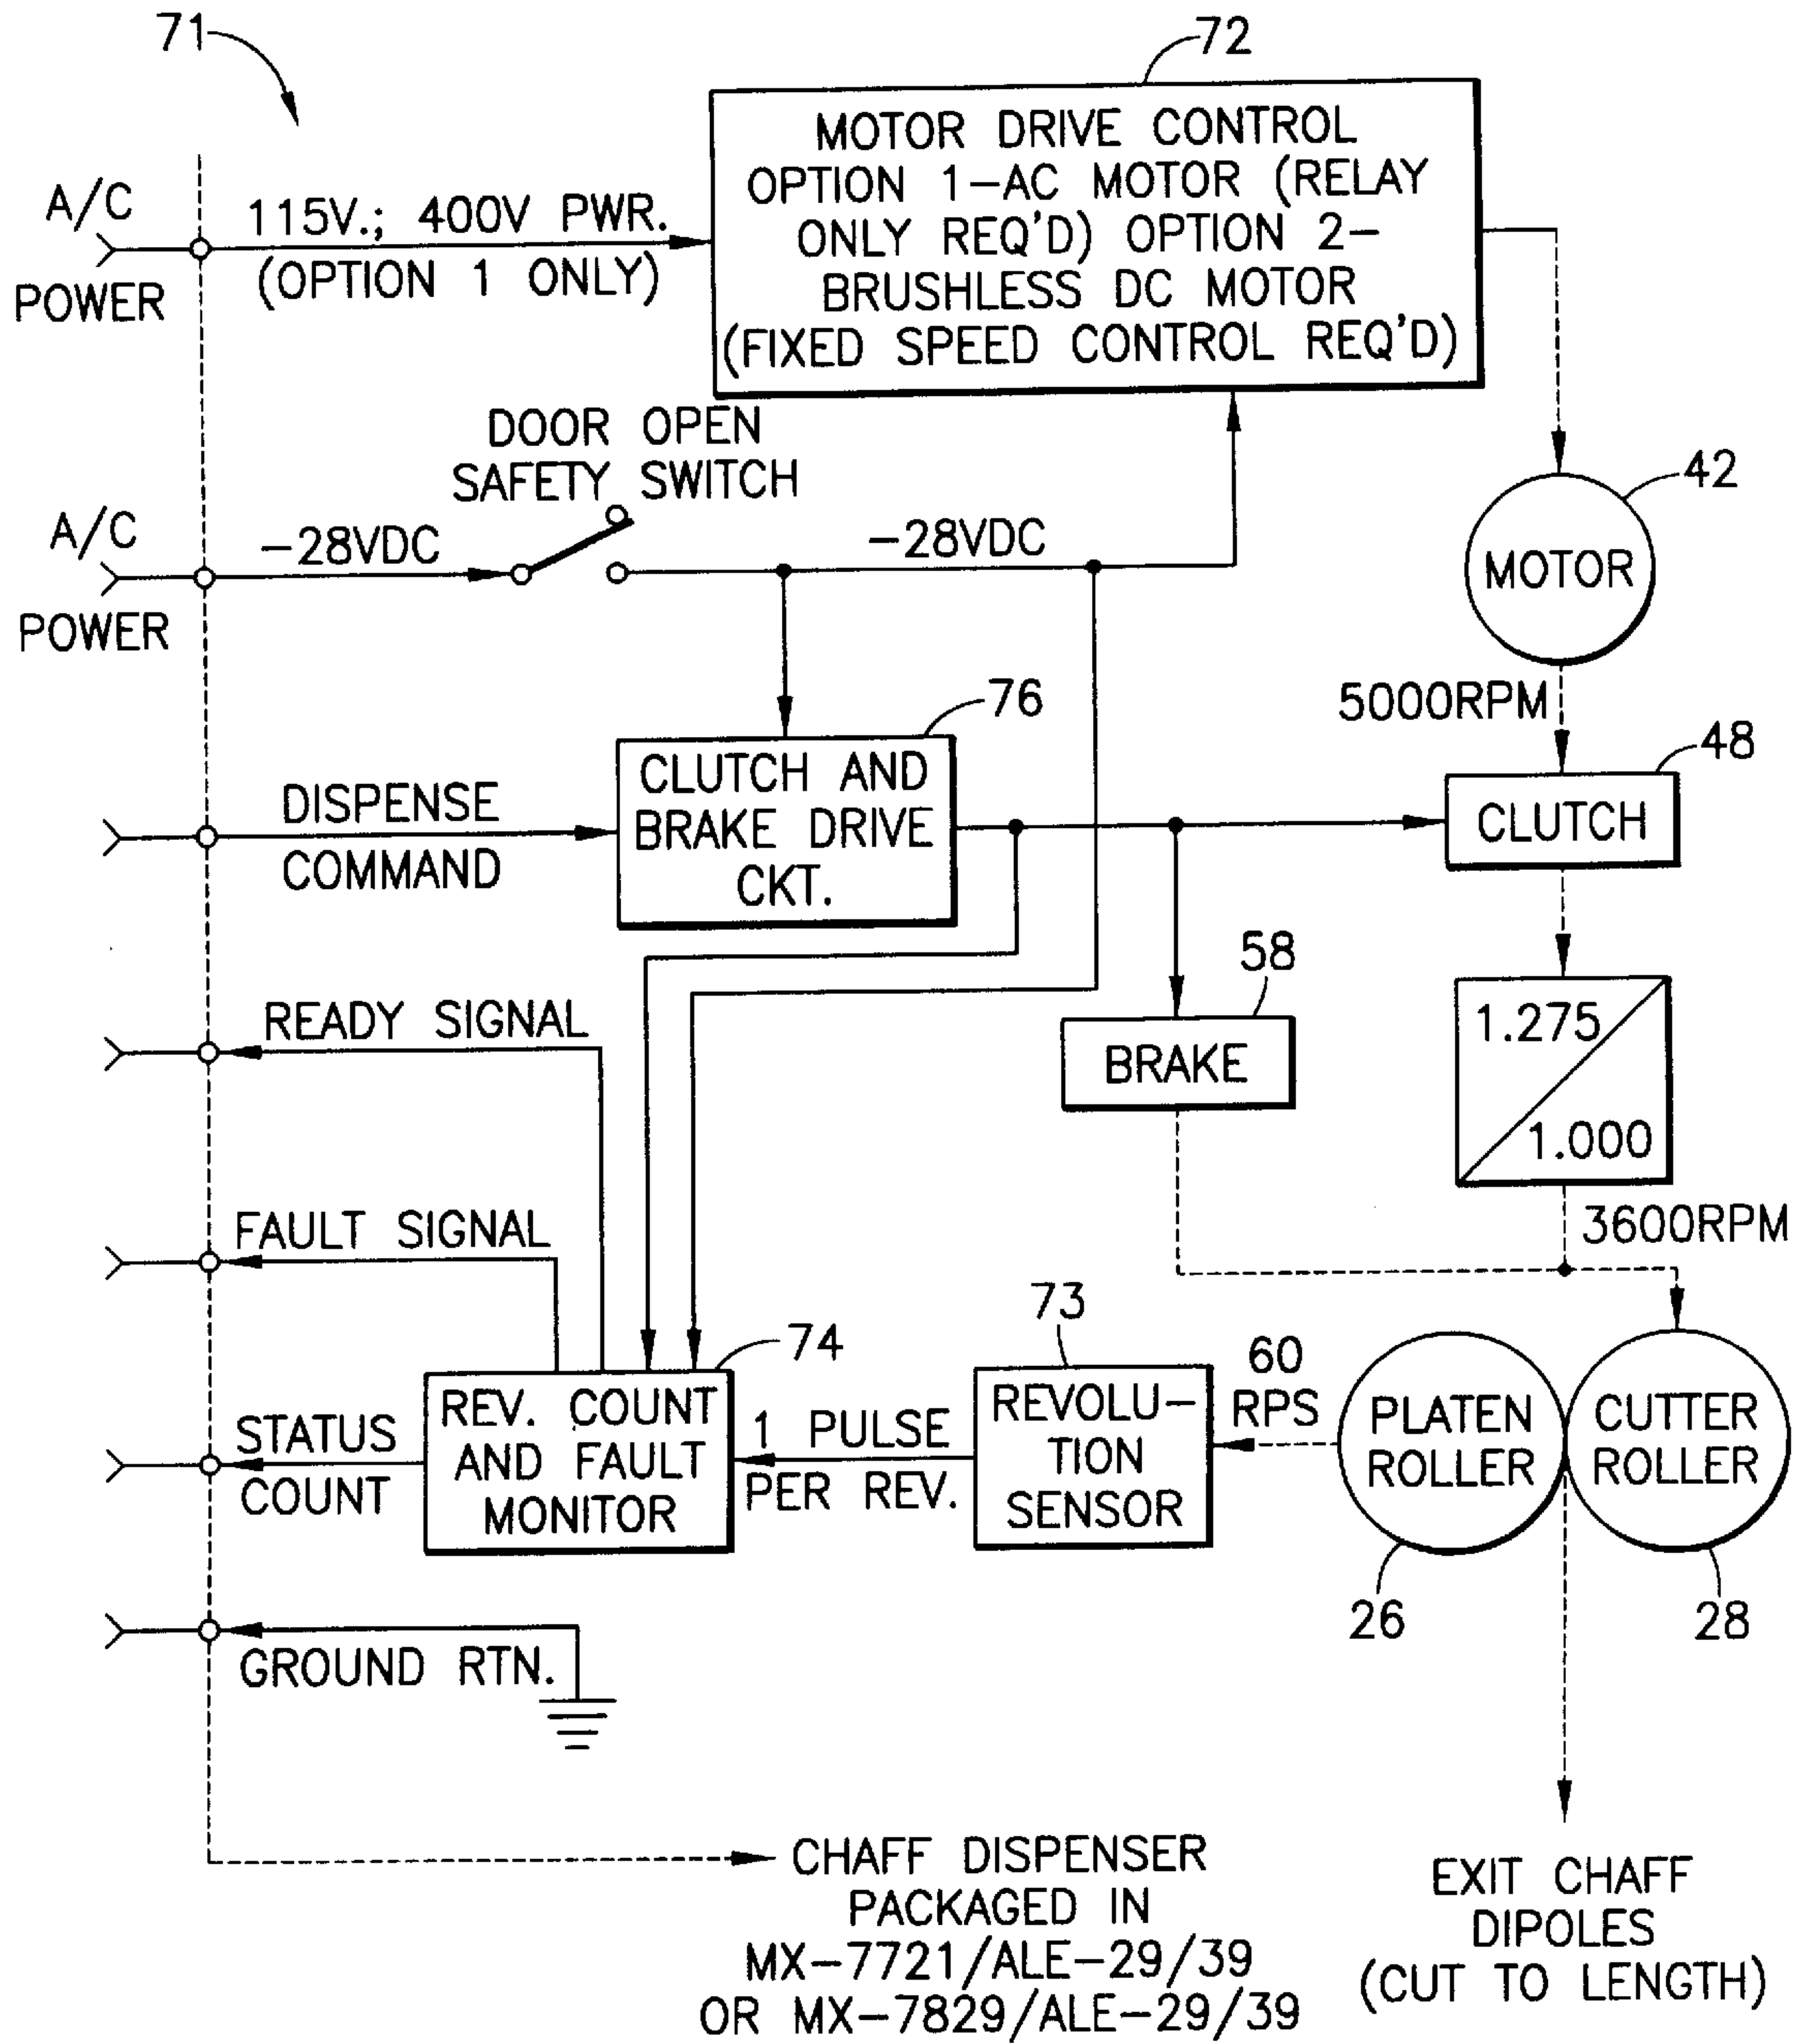 71
72
MOTOR DRIVE CONTROL
OPTION 1-AC MOTOR (RELAY
ONLY REQ'D) OPTION 2-
BRUSHLESS DC MOTOR
(FIXED SPEED CONTROL REQ'D)
A/C
POWER
115V.; 400V PWR.
(OPTION 1 ONLY)
DOOR OPEN
SAFETY SWITCH
A/C
POWER
-28VDC
-28VDC
42
MOTOR
5000RPM
76
CLUTCH AND
BRAKE DRIVE
CKT.
DISPENSE
COMMAND
48
CLUTCH
58
BRAKE
1.275
1.000
3600RPM
READY SIGNAL
FAULT SIGNAL
74
REV. COUNT
AND FAULT
MONITOR
STATUS
COUNT
1 PULSE
PER REV.
73
REVOLU-
TION
SENSOR
60
RPS
PLATEN
ROLLER
CUTTER
ROLLER
26
28
GROUND RTN.
CHAFF DISPENSER
PACKAGED IN
MX-7721/ALE-29/39
OR MX-7829/ALE-29/39
EXIT CHAFF
DIPOLES
(CUT TO LENGTH)